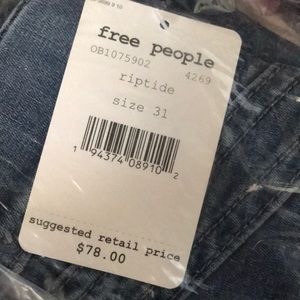 free people
OB1075902 4269
riptide
size 31
1 94374 08910 2
suggested retail price
$78.00